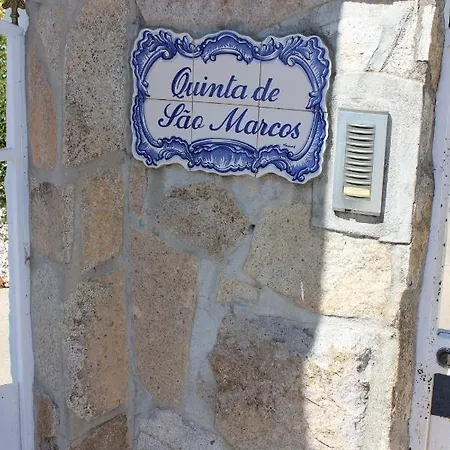 Quinta de
São Marcos